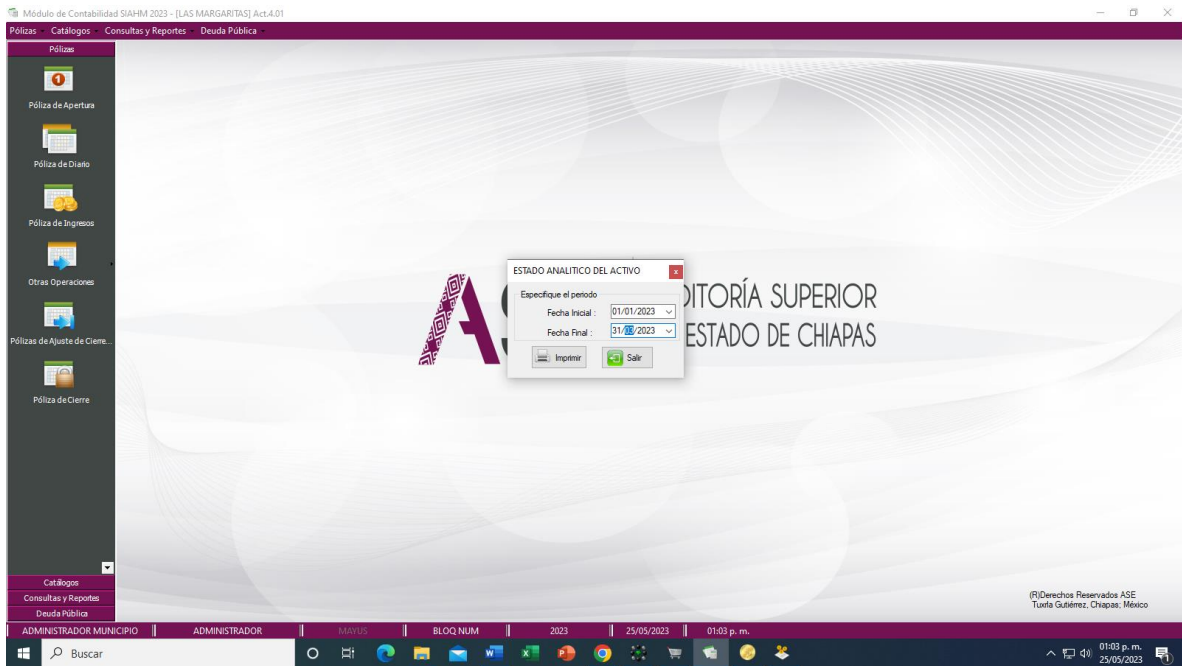 Módulo de Contabilidad SIAHM 2023 - [LAS MARGARITAS] Act.4.01
Pólizas Catálogos Consultas y Reportes Deuda Pública
Pólizas
Póliza de Apertura
Póliza de Diario
Póliza de Ingresos
Otras Operaciones
Pólizas de Ajuste de Cierre...
Póliza de Cierre
ESTADO ANALITICO DEL ACTIVO
Especifique el periodo
Fecha Inicial : 01/01/2023
Fecha Final : 31/03/2023
Imprimir Salir
DITORÍA SUPERIOR
ESTADO DE CHIAPAS
Catálogos
Consultas y Reportes
Deuda Pública
(R)Derechos Reservados ASE
Tuxtla Gutiérrez, Chiapas; México
ADMINISTRADOR MUNICIPIO ADMINISTRADOR MAYUS BLOQ NUM 2023 25/05/2023 01:03 p. m.
Buscar
01:03 p. m.
25/05/2023